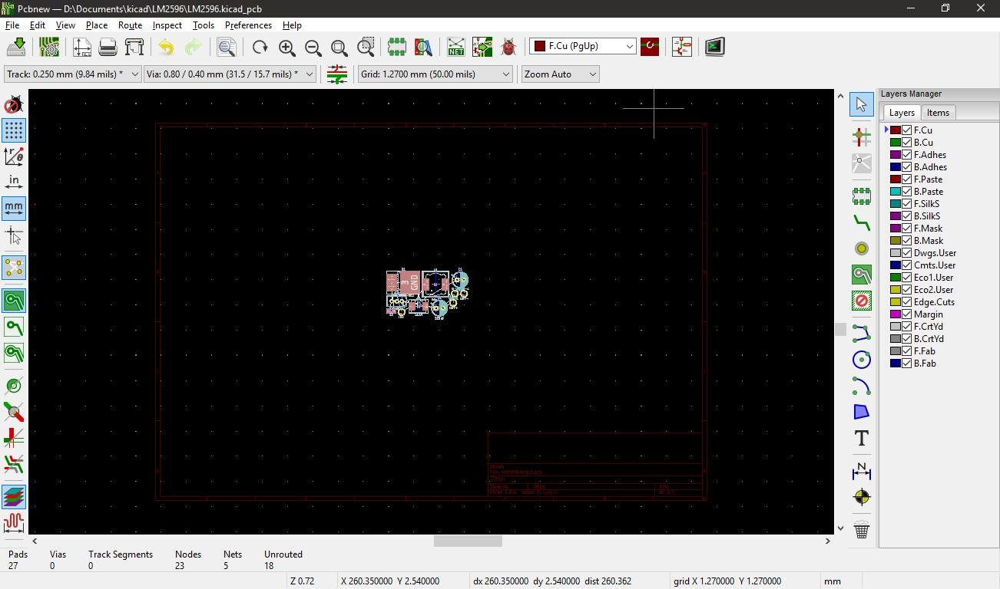 Pcbnew — D:\Documents\kicad\LM2596\LM2596.kicad_pcb
File Edit View Place Route Inspect Tools Preferences Help
NET
F.Cu (PgUp)
Track: 0.250 mm (9.84 mils) *
Via: 0.80 / 0.40 mm (31.5 / 15.7 mils) *
Grid: 1.2700 mm (50.00 mils)
Zoom Auto
in
mm
3
GND
T
N
Layers Manager
Layers Items
F.Cu
B.Cu
F.Adhes
B.Adhes
F.Paste
B.Paste
F.SilkS
B.SilkS
F.Mask
B.Mask
Dwgs.User
Cmts.User
Eco1.User
Eco2.User
Edge.Cuts
Margin
F.CrtYd
B.CrtYd
F.Fab
B.Fab
Pads Vias Track Segments Nodes Nets Unrouted
27 0 0 23 5 18
Z 0.72 X 260.350000 Y 2.540000 dx 260.350000 dy 2.540000 dist 260.362 grid X 1.270000 Y 1.270000 mm